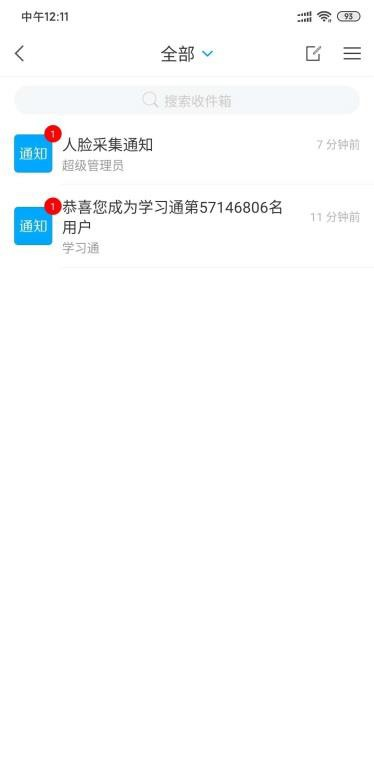 中午12:11
93
全部
搜索收件箱
1
通知
人脸采集通知
7 分钟前
超级管理员
1
通知
恭喜您成为学习通第57146806名
用户
11 分钟前
学习通